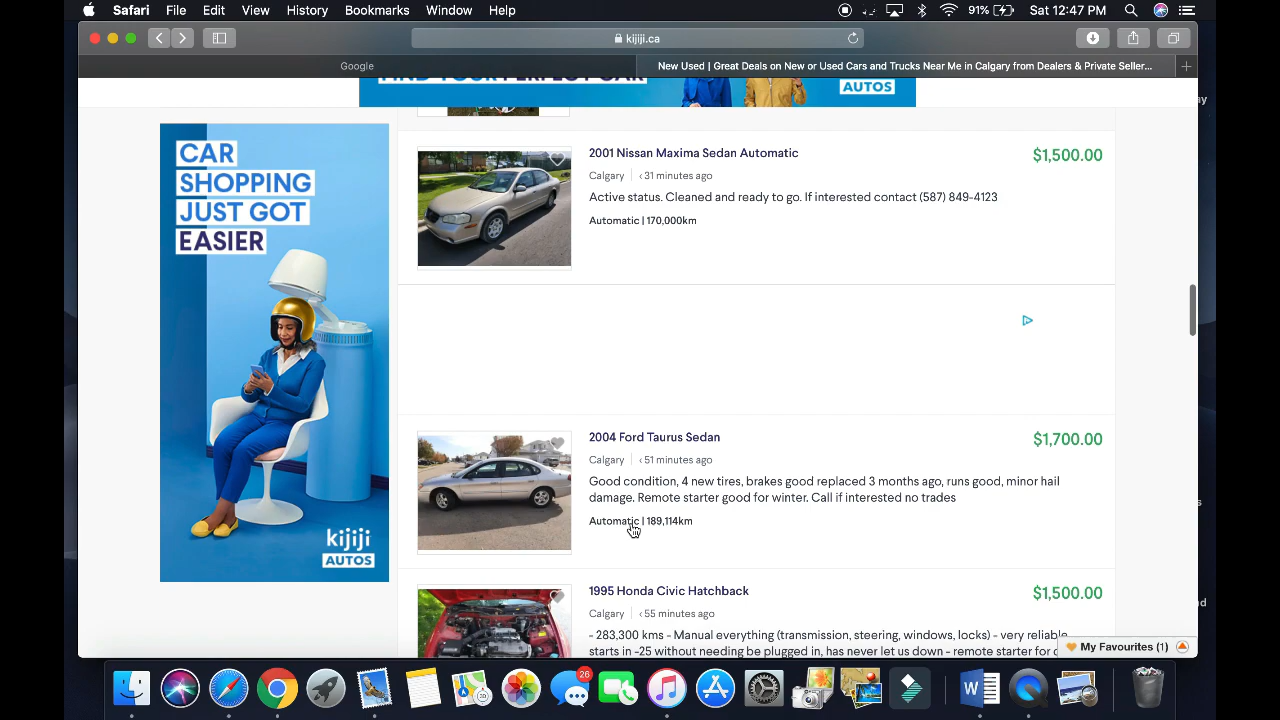 Safari File Edit View History Bookmarks Window Help
91% Sat 12:47 PM
kijiji.ca
Google
New Used | Great Deals on New or Used Cars and Trucks Near Me in Calgary from Dealers & Private Seller...
FIND YOUR PERFECT CAR
AUTOS
CAR
SHOPPING
JUST GOT
EASIER
kijiji
AUTOS
2001 Nissan Maxima Sedan Automatic
$1,500.00
Calgary | < 31 minutes ago
Active status. Cleaned and ready to go. If interested contact (587) 849-4123
Automatic | 170,000km
2004 Ford Taurus Sedan
$1,700.00
Calgary | < 51 minutes ago
Good condition, 4 new tires, brakes good replaced 3 months ago, runs good, minor hail
damage. Remote starter good for winter. Call if interested no trades
Automatic | 189,114km
1995 Honda Civic Hatchback
$1,500.00
Calgary | < 55 minutes ago
- 283,300 kms - Manual everything (transmission, steering, windows, locks) - very reliable
starts in -25 without needing be plugged in, has never let us down - remote starter for
My Favourites (1)
26
W